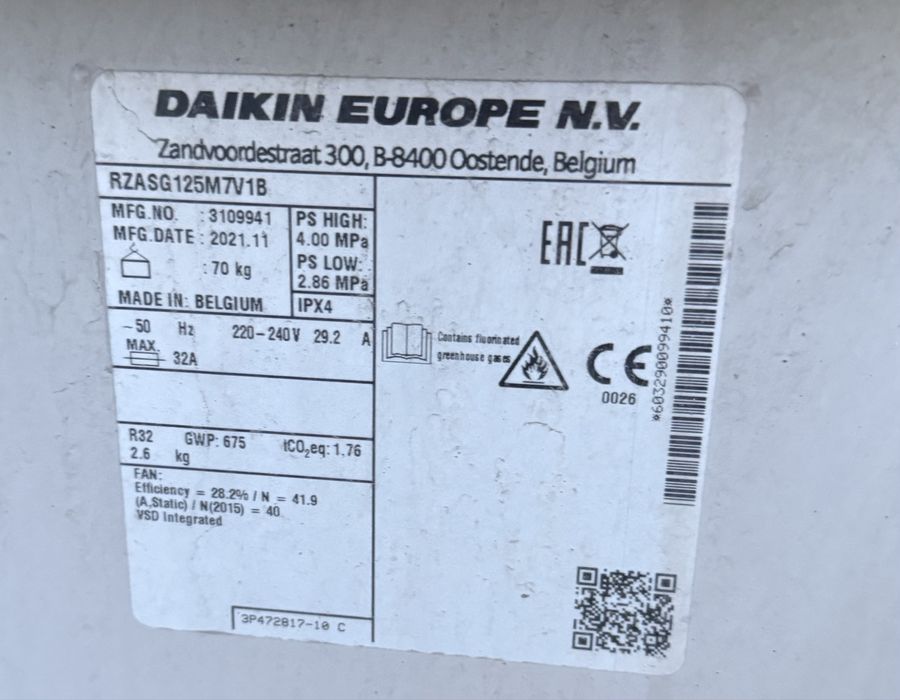 DAIKIN EUROPE N.V.
Zandvoordestraat 300, B-8400 Oostende, Belgium
RZASG125M7V1B
MFG.NO. : 3109941
MFG.DATE : 2021.11
: 70 kg
MADE IN: BELGIUM
PS HIGH:
4.00 MPa
PS LOW:
2.86 MPa
IPX4
~50 Hz 220-240V 29.2 A
MAX.
32A
R32 GWP: 675 tCO₂eq: 1.76
2.6 kg
FAN:
Efficiency = 28.2% / N = 41.9
(A,Static) / N(2015) = 40
VSD Integrated
3P472817-10 C
EAC
Contains fluorinated
greenhouse gases
CE
0026
*603290099410*